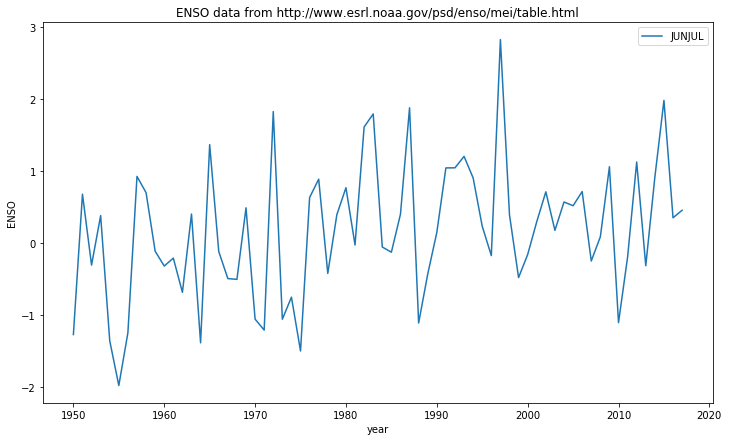 ENSO data from http://www.esrl.noaa.gov/psd/enso/mei/table.html
JUNJUL
3
2
1
0
−1
−2
ENSO
1950 1960 1970 1980 1990 2000 2010 2020
year